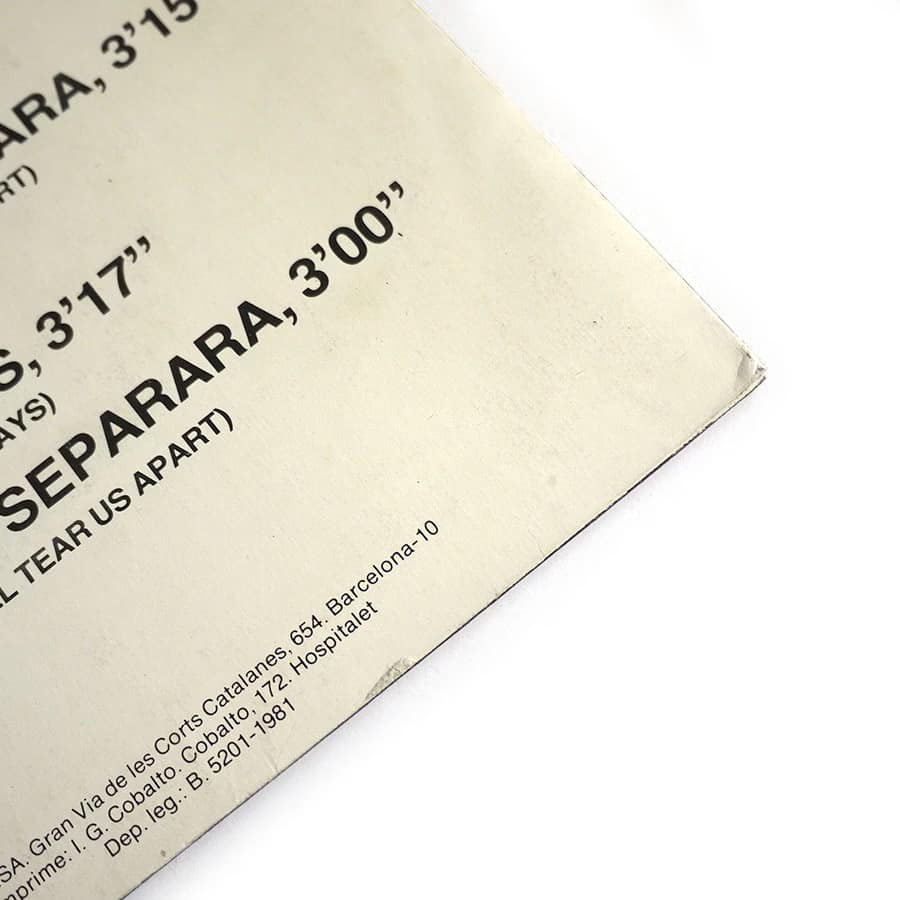 ARA, 3’15
RT)
S, 3’17”
AYS)
SEPARARA, 3’00”
L TEAR US APART)
SA. Gran Via de les Corts Catalanes, 654. Barcelona-10
mprime: I. G. Cobalto. Cobalto, 172. Hospitalet
Dep. leg.: B. 5201-1981